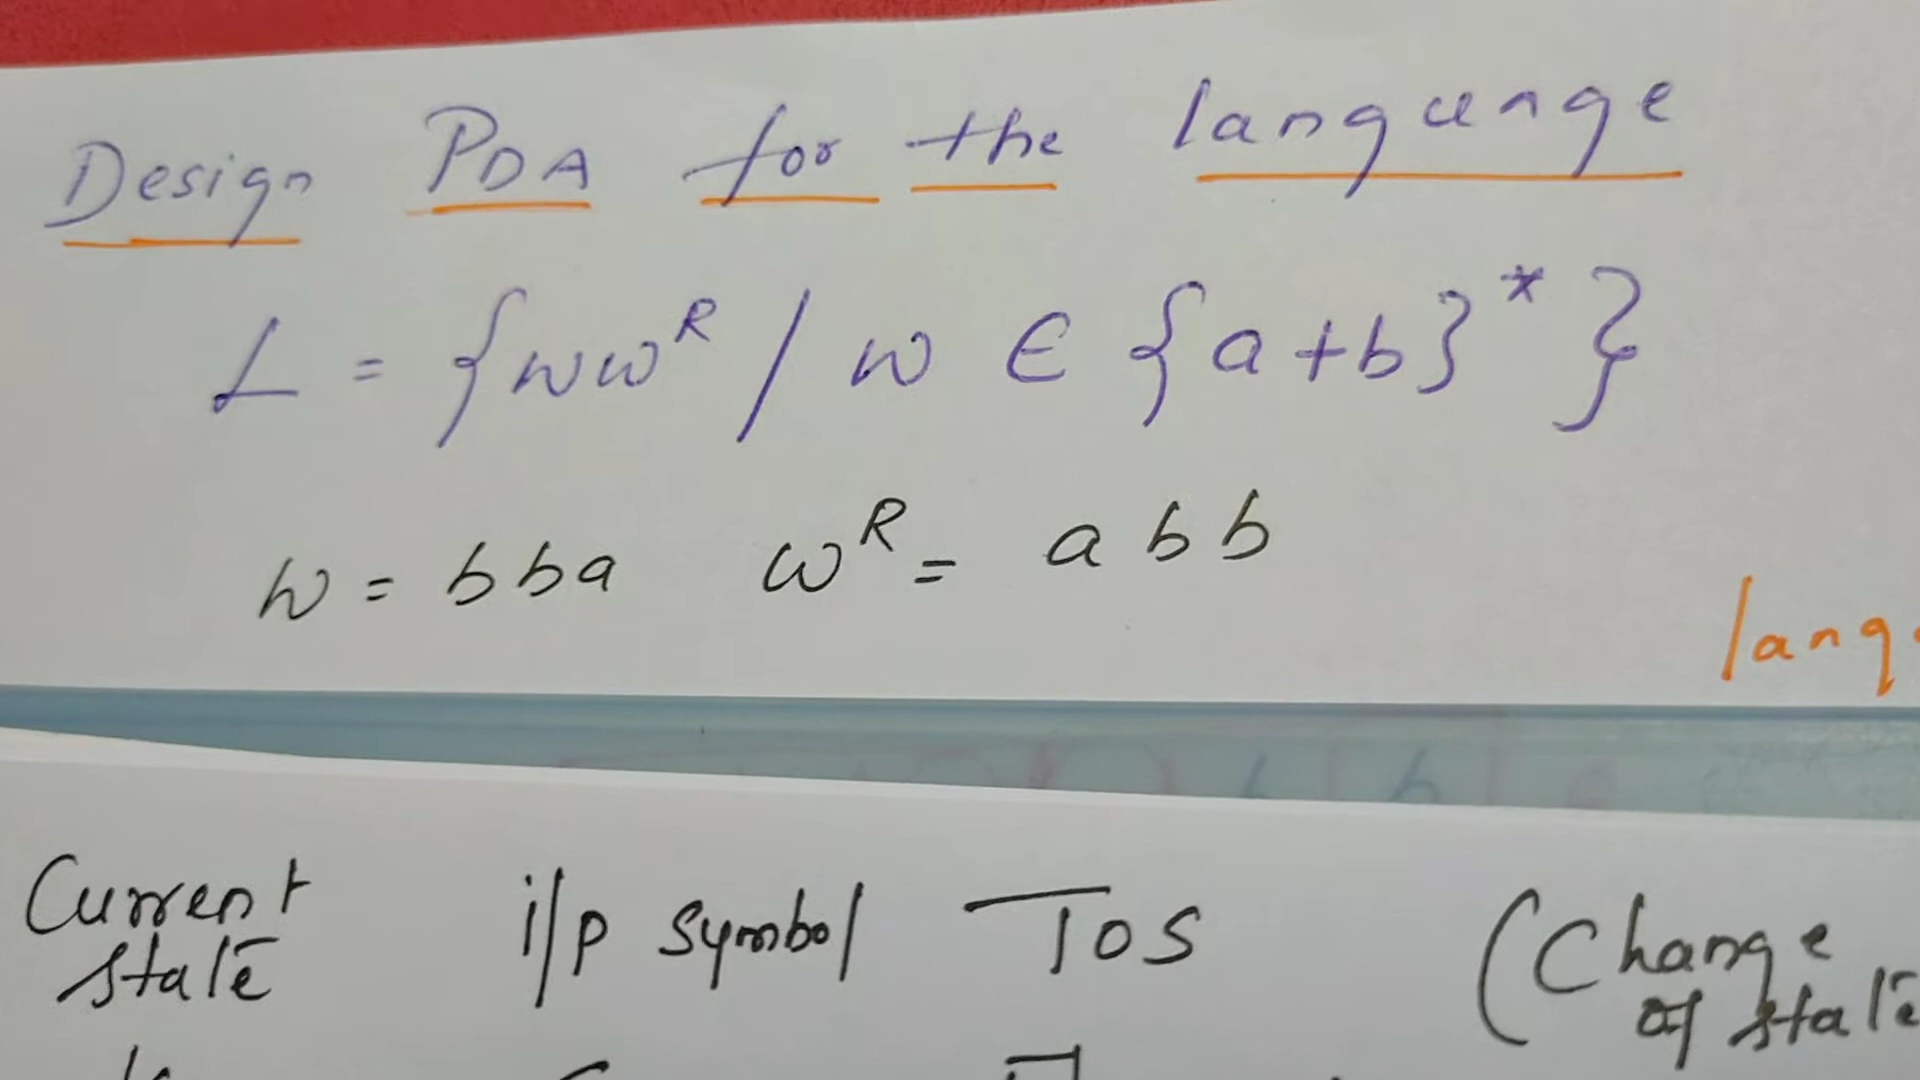 Design PDA for the language
L = {ww^R / w ∈ {a+b}* }
w = bba w^R = abb
lang
Current i/p symbol TOS (Change
state of state